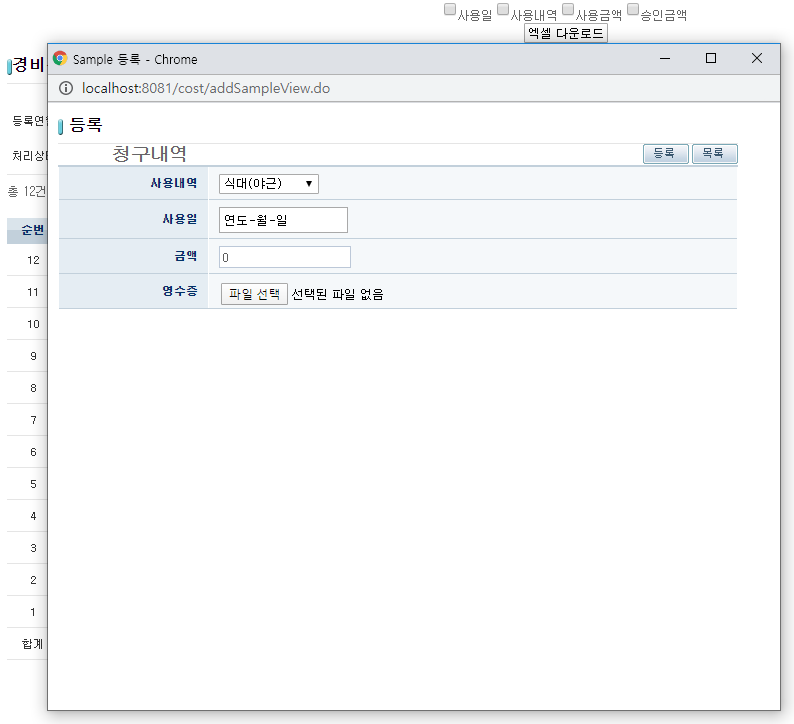 사용일 사용내역 사용금액 승인금액
엑셀 다운로드
경비
Sample 등록 - Chrome
localhost:8081/cost/addSampleView.do
등록
등록연
청구내역
등록 목록
처리상태
총 12건
사용내역
식대(야근)
사용일
연도-월-일
금액
0
영수증
파일 선택 선택된 파일 없음
순번
12
11
10
9
8
7
6
5
4
3
2
1
합계